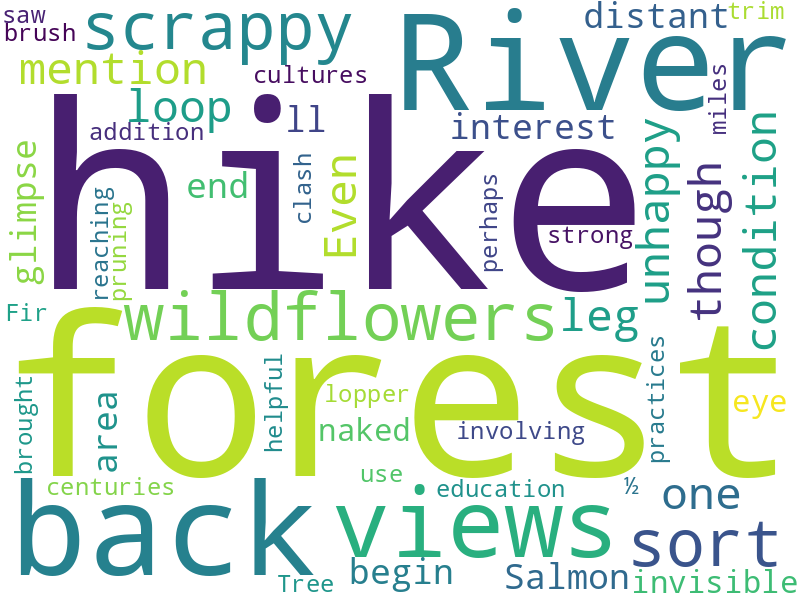 saw
scrappy
River
distant
trim
brush
mention
cultures
loop
ll
interest
miles
addition
hike
glimpse
end
clash
Even
perhaps
strong
unhappy
though
condition
reaching
pruning
Fir
wildflowers
leg
forest
brought
area
helpful
lopper
naked
involving
practices
eye
centuries
back
use
views
education
½
one
sort
Tree
begin
Salmon
invisible